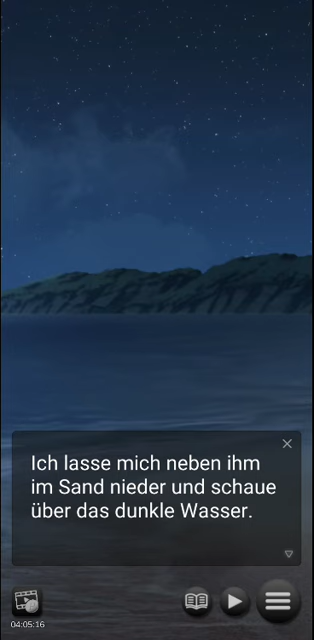 Ich lasse mich neben ihm
im Sand nieder und schaue
über das dunkle Wasser.
04:05:16